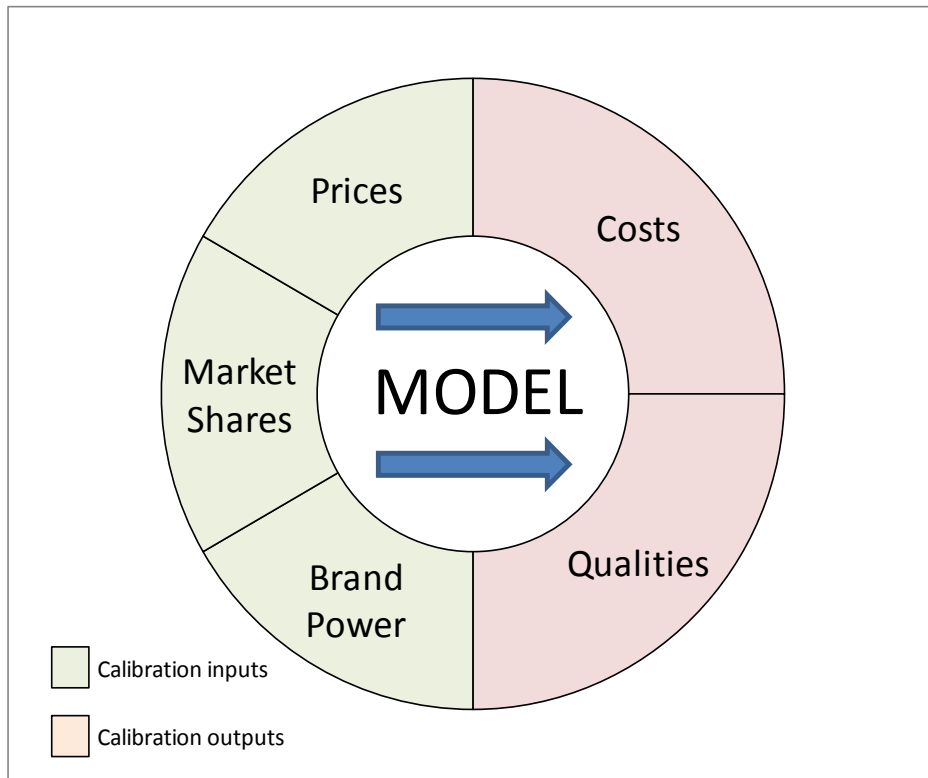 Prices
Costs
Market
Shares
MODEL
Brand
Power
Qualities
Calibration inputs
Calibration outputs